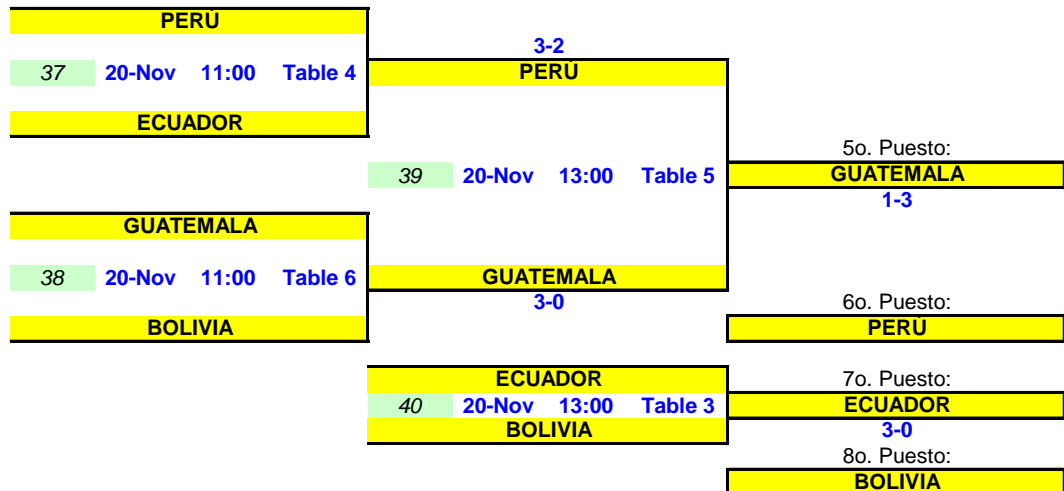 PERÚ
3-2
37 20-Nov 11:00 Table 4 PERÚ
ECUADOR
5o. Puesto:
39 20-Nov 13:00 Table 5 GUATEMALA
1-3
GUATEMALA
38 20-Nov 11:00 Table 6 GUATEMALA
3-0 6o. Puesto:
BOLIVIA PERÚ
ECUADOR 7o. Puesto:
40 20-Nov 13:00 Table 3 ECUADOR
BOLIVIA 3-0
8o. Puesto:
BOLIVIA